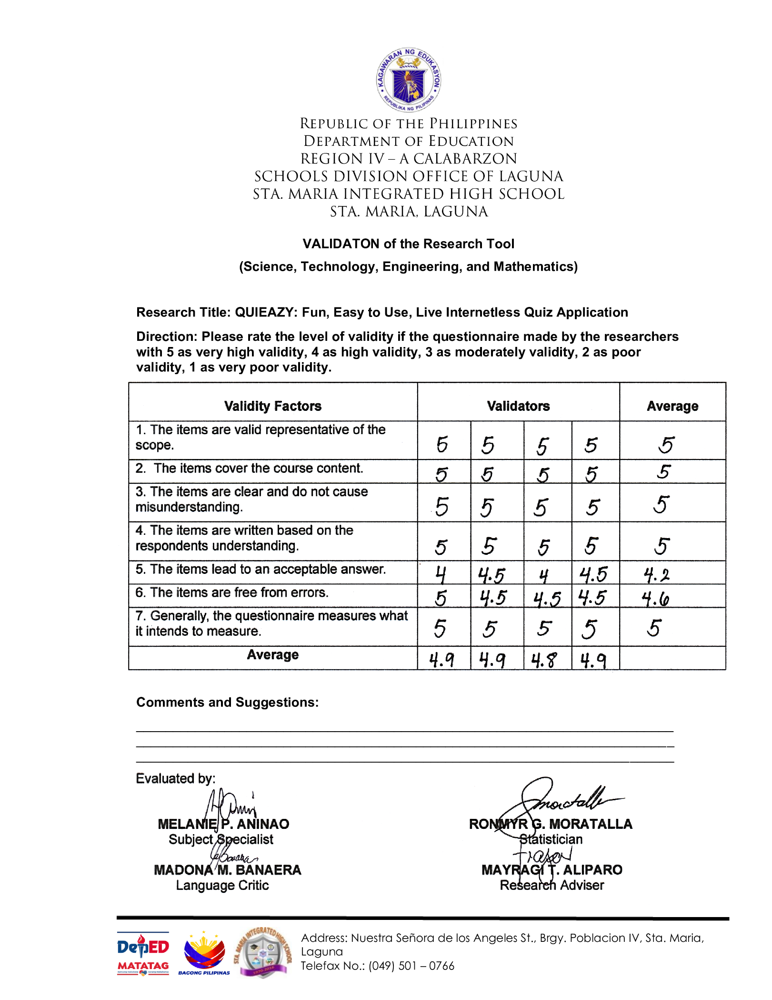 KAGAWARAN NG EDUKASYON
REPUBLIKA NG PILIPINAS
REPUBLIC OF THE PHILIPPINES
DEPARTMENT OF EDUCATION
REGION IV – A CALABARZON
SCHOOLS DIVISION OFFICE OF LAGUNA
STA. MARIA INTEGRATED HIGH SCHOOL
STA. MARIA, LAGUNA
VALIDATON of the Research Tool
(Science, Technology, Engineering, and Mathematics)
Research Title: QUIEAZY: Fun, Easy to Use, Live Internetless Quiz Application
Direction: Please rate the level of validity if the questionnaire made by the researchers
with 5 as very high validity, 4 as high validity, 3 as moderately validity, 2 as poor
validity, 1 as very poor validity.
Validity Factors Validators Average
1. The items are valid representative of the
scope. 5 5 5 5 5
2. The items cover the course content. 5 5 5 5 5
3. The items are clear and do not cause
misunderstanding. 5 5 5 5 5
4. The items are written based on the
respondents understanding. 5 5 5 5 5
5. The items lead to an acceptable answer. 4 4.5 4 4.5 4.2
6. The items are free from errors. 5 4.5 4.5 4.5 4.6
7. Generally, the questionnaire measures what
it intends to measure. 5 5 5 5 5
Average 4.9 4.9 4.8 4.9
Comments and Suggestions:
Evaluated by:
MELANIE P. ANINAO RONMYR G. MORATALLA
Subject Specialist Statistician
MADONA M. BANAERA MAYRAGI T. ALIPARO
Language Critic Research Adviser
DepED
MATATAG
BAGONG PILIPINAS
STA. MARIA INTEGRATED HIGH SCHOOL
1970-2016
Address: Nuestra Señora de los Angeles St., Brgy. Poblacion IV, Sta. Maria,
Laguna
Telefax No.: (049) 501 – 0766